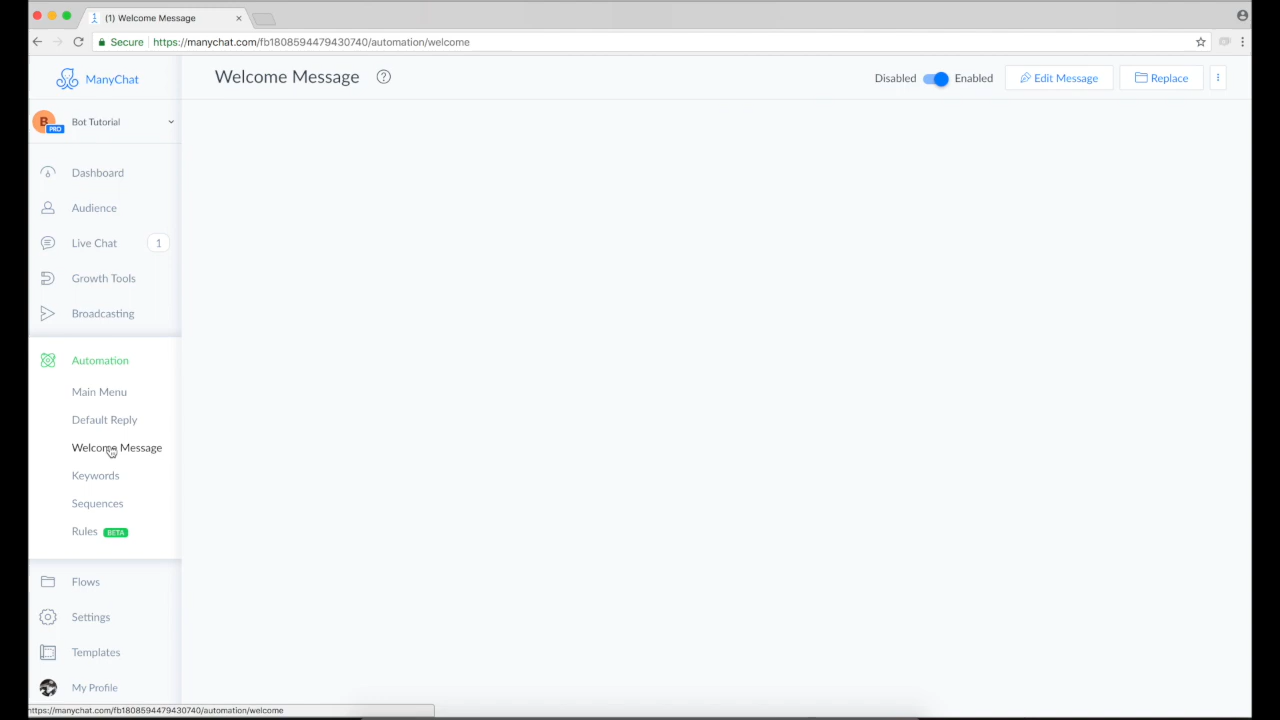 (1) Welcome Message
Secure https://manychat.com/fb1808594479430740/automation/welcome
ManyChat
Welcome Message ?
Disabled Enabled Edit Message Replace
B PRO Bot Tutorial
Dashboard
Audience
Live Chat 1
Growth Tools
Broadcasting
Automation
Main Menu
Default Reply
Welcome Message
Keywords
Sequences
Rules BETA
Flows
Settings
Templates
My Profile
https://manychat.com/fb1808594479430740/automation/welcome